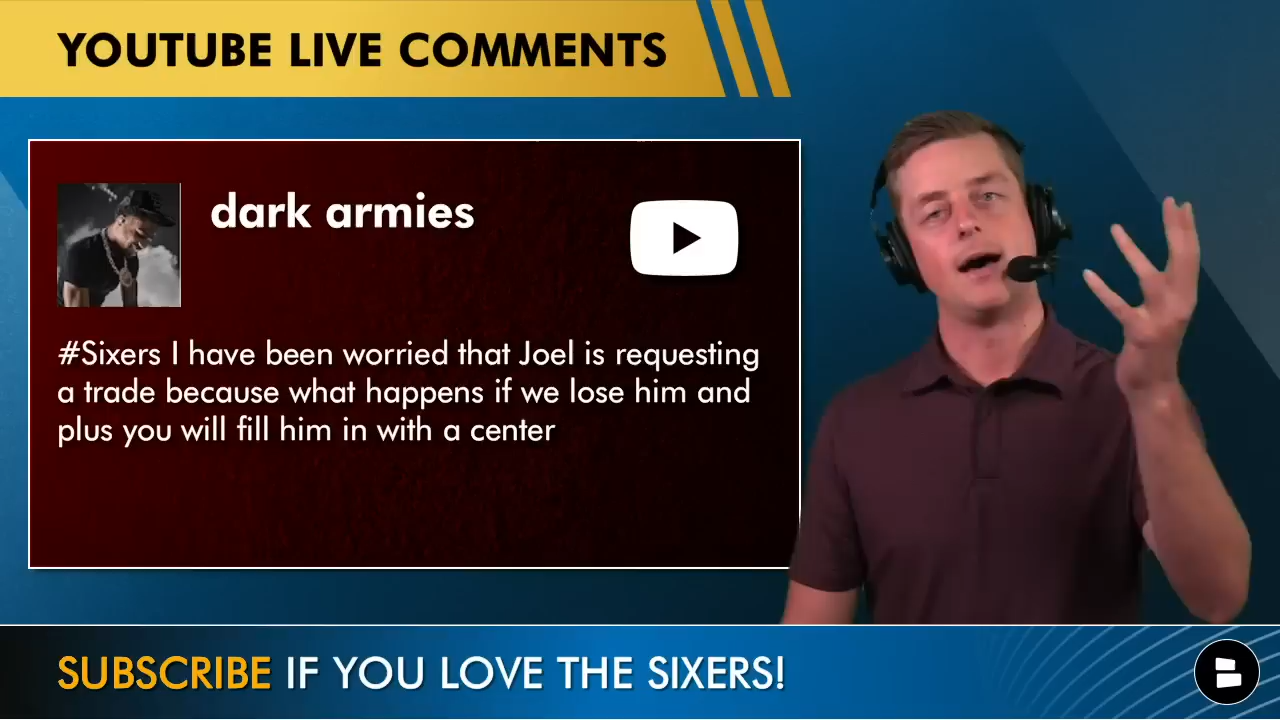 YOUTUBE LIVE COMMENTS
dark armies
#Sixers I have been worried that Joel is requesting
a trade because what happens if we lose him and
plus you will fill him in with a center
SUBSCRIBE IF YOU LOVE THE SIXERS!